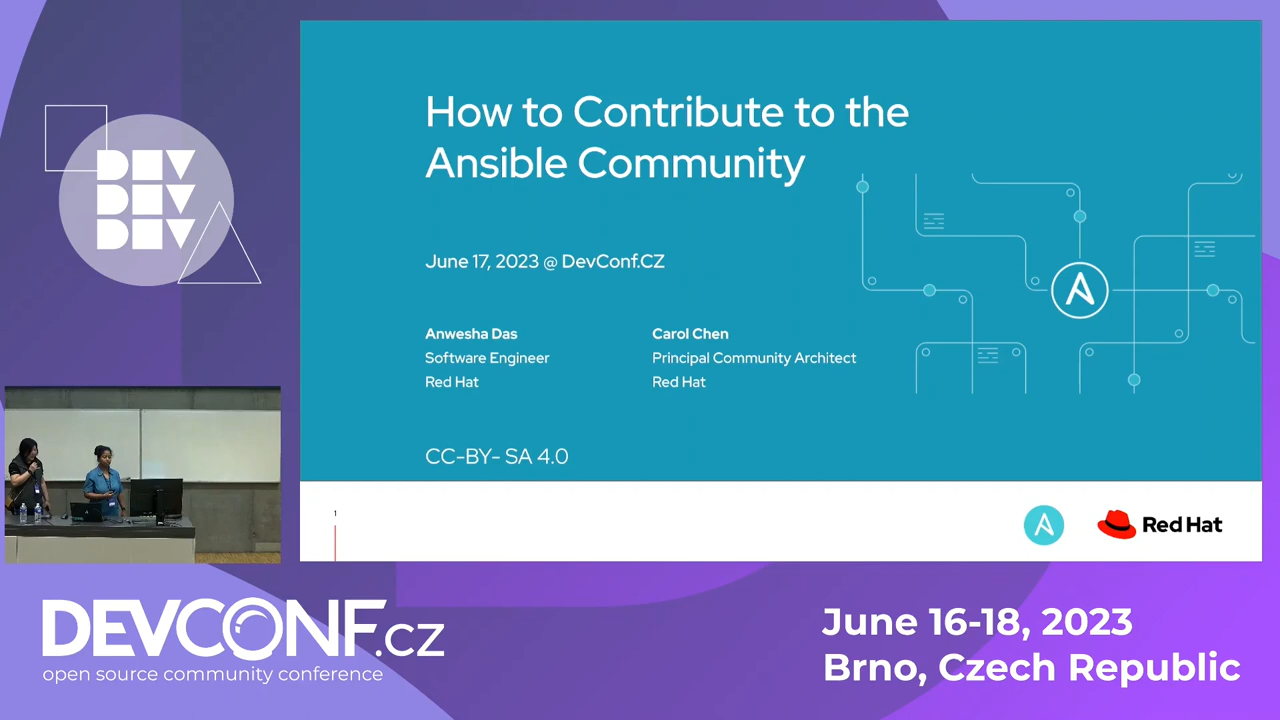 DEV
DEV
DEV
How to Contribute to the
Ansible Community
June 17, 2023 @ DevConf.CZ
Anwesha Das
Software Engineer
Red Hat
Carol Chen
Principal Community Architect
Red Hat
CC-BY- SA 4.0
1
A
A
Red Hat
DEVCONF.cz
open source community conference
June 16-18, 2023
Brno, Czech Republic